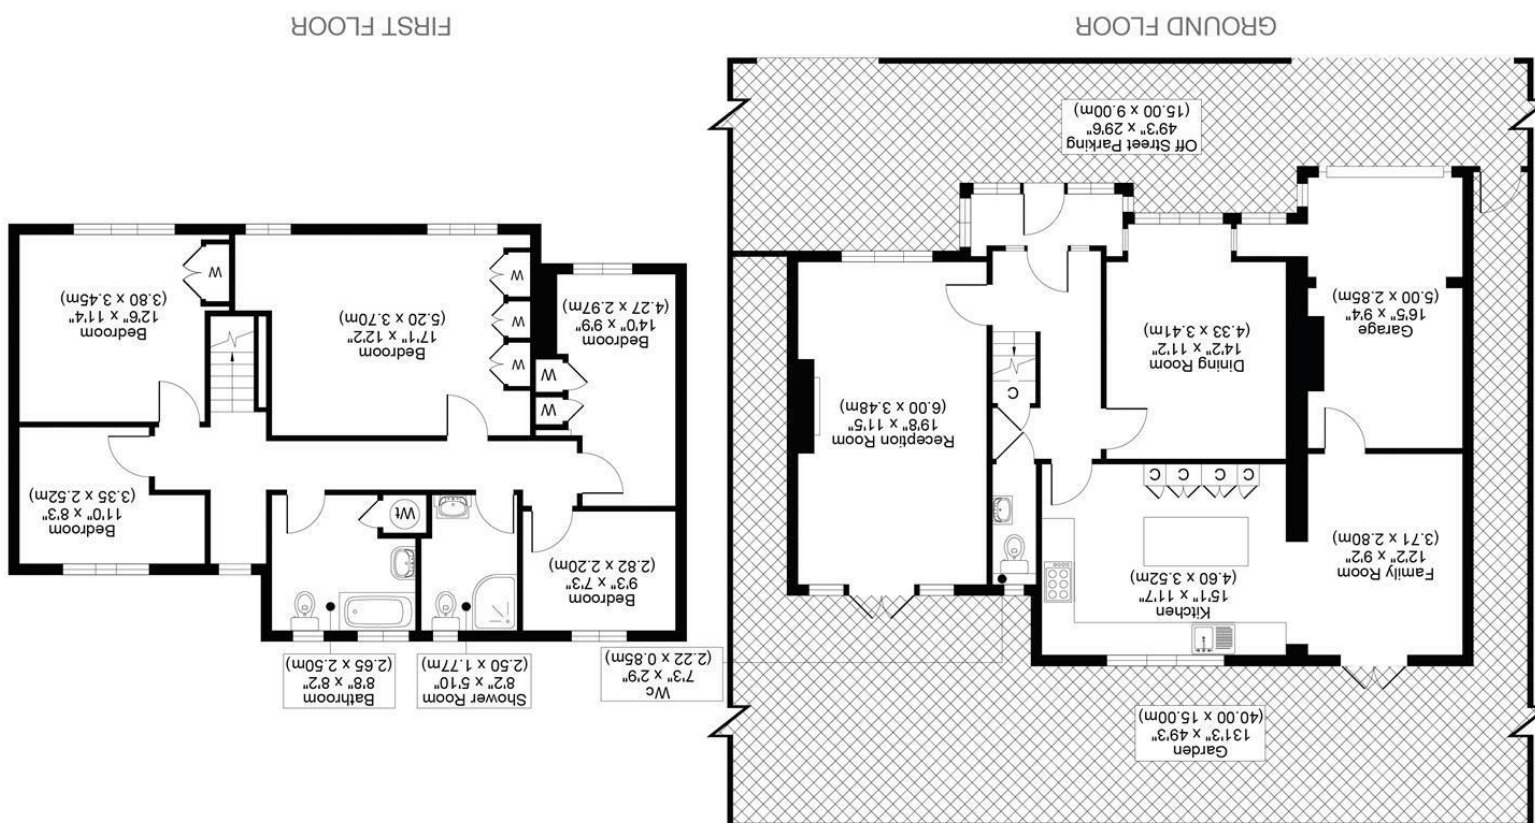 Garden
131'3" x 49'3"
(40.00 x 15.00m)
Family Room
12'2" x 9'2"
(3.71 x 2.80m)
Kitchen
15'1" x 11'7"
(4.60 x 3.52m)
C
C
C
C
Wc
7'3" x 2'9"
(2.22 x 0.85m)
Garage
16'5" x 9'4"
(5.00 x 2.85m)
Dining Room
14'2" x 11'2"
(4.33 x 3.41m)
C
Reception Room
19'8" x 11'5"
(6.00 x 3.48m)
Off Street Parking
49'3" x 29'6"
(15.00 x 9.00m)
GROUND FLOOR
Shower Room
8'2" x 5'10"
(2.50 x 1.77m)
Bathroom
8'8" x 8'2"
(2.65 x 2.50m)
Bedroom
9'3" x 7'3"
(2.82 x 2.20m)
Wt
Bedroom
11'0" x 8'3"
(3.35 x 2.52m)
W
W
Bedroom
14'0" x 9'9"
(4.27 x 2.97m)
W
W
W
Bedroom
17'1" x 12'2"
(5.20 x 3.70m)
W
Bedroom
12'6" x 11'4"
(3.80 x 3.45m)
FIRST FLOOR